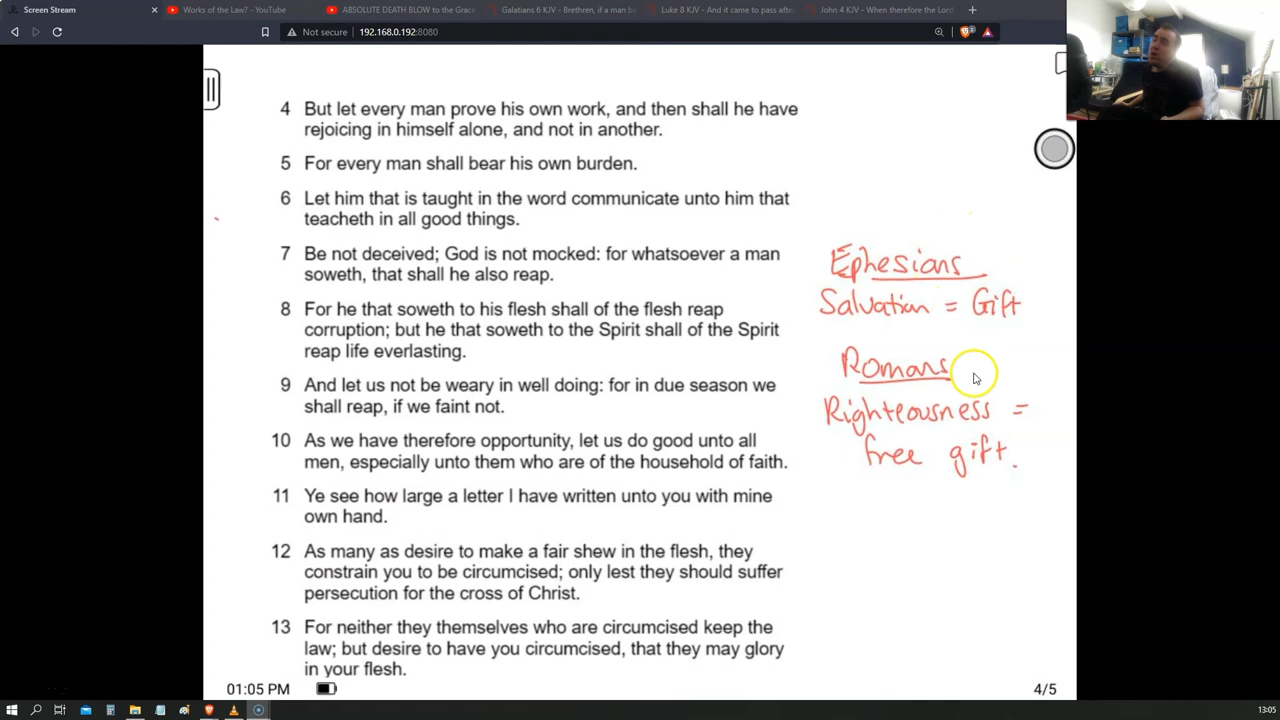 Screen Stream
Works of the Law? - YouTube
ABSOLUTE DEATH BLOW to the Grace
Galatians 6 KJV - Brethren, if a man be
Luke 8 KJV - And it came to pass after
John 4 KJV - When therefore the Lord
Not secure
192.168.0.192:8080
4 But let every man prove his own work, and then shall he have
rejoicing in himself alone, and not in another.
5 For every man shall bear his own burden.
6 Let him that is taught in the word communicate unto him that
teacheth in all good things.
7 Be not deceived; God is not mocked: for whatsoever a man
soweth, that shall he also reap.
8 For he that soweth to his flesh shall of the flesh reap
corruption; but he that soweth to the Spirit shall of the Spirit
reap life everlasting.
9 And let us not be weary in well doing: for in due season we
shall reap, if we faint not.
10 As we have therefore opportunity, let us do good unto all
men, especially unto them who are of the household of faith.
11 Ye see how large a letter I have written unto you with mine
own hand.
12 As many as desire to make a fair shew in the flesh, they
constrain you to be circumcised; only lest they should suffer
persecution for the cross of Christ.
13 For neither they themselves who are circumcised keep the
law; but desire to have you circumcised, that they may glory
in your flesh.
Ephesians
Salvation = Gift
Romans
Righteousness =
free gift.
01:05 PM
4/5
13:05